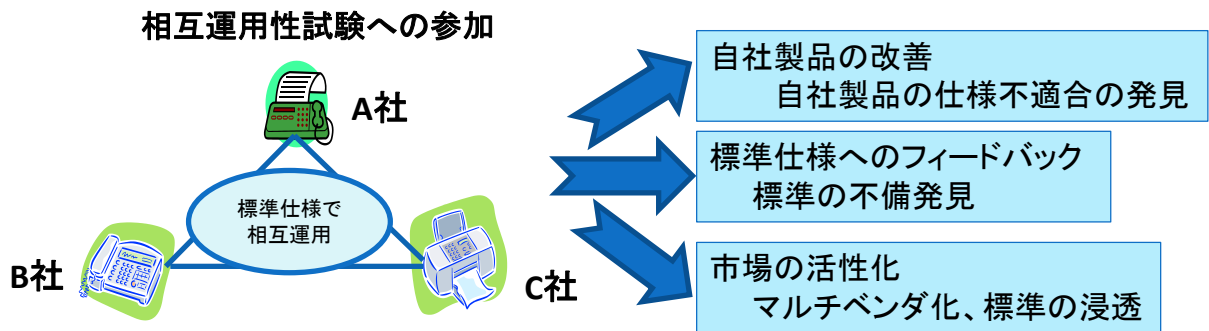 相互運用性試験への参加
A社
標準仕様で
相互運用
B社
C社
自社製品の改善
自社製品の仕様不適合の発見
標準仕様へのフィードバック
標準の不備発見
市場の活性化
マルチベンダ化、標準の浸透